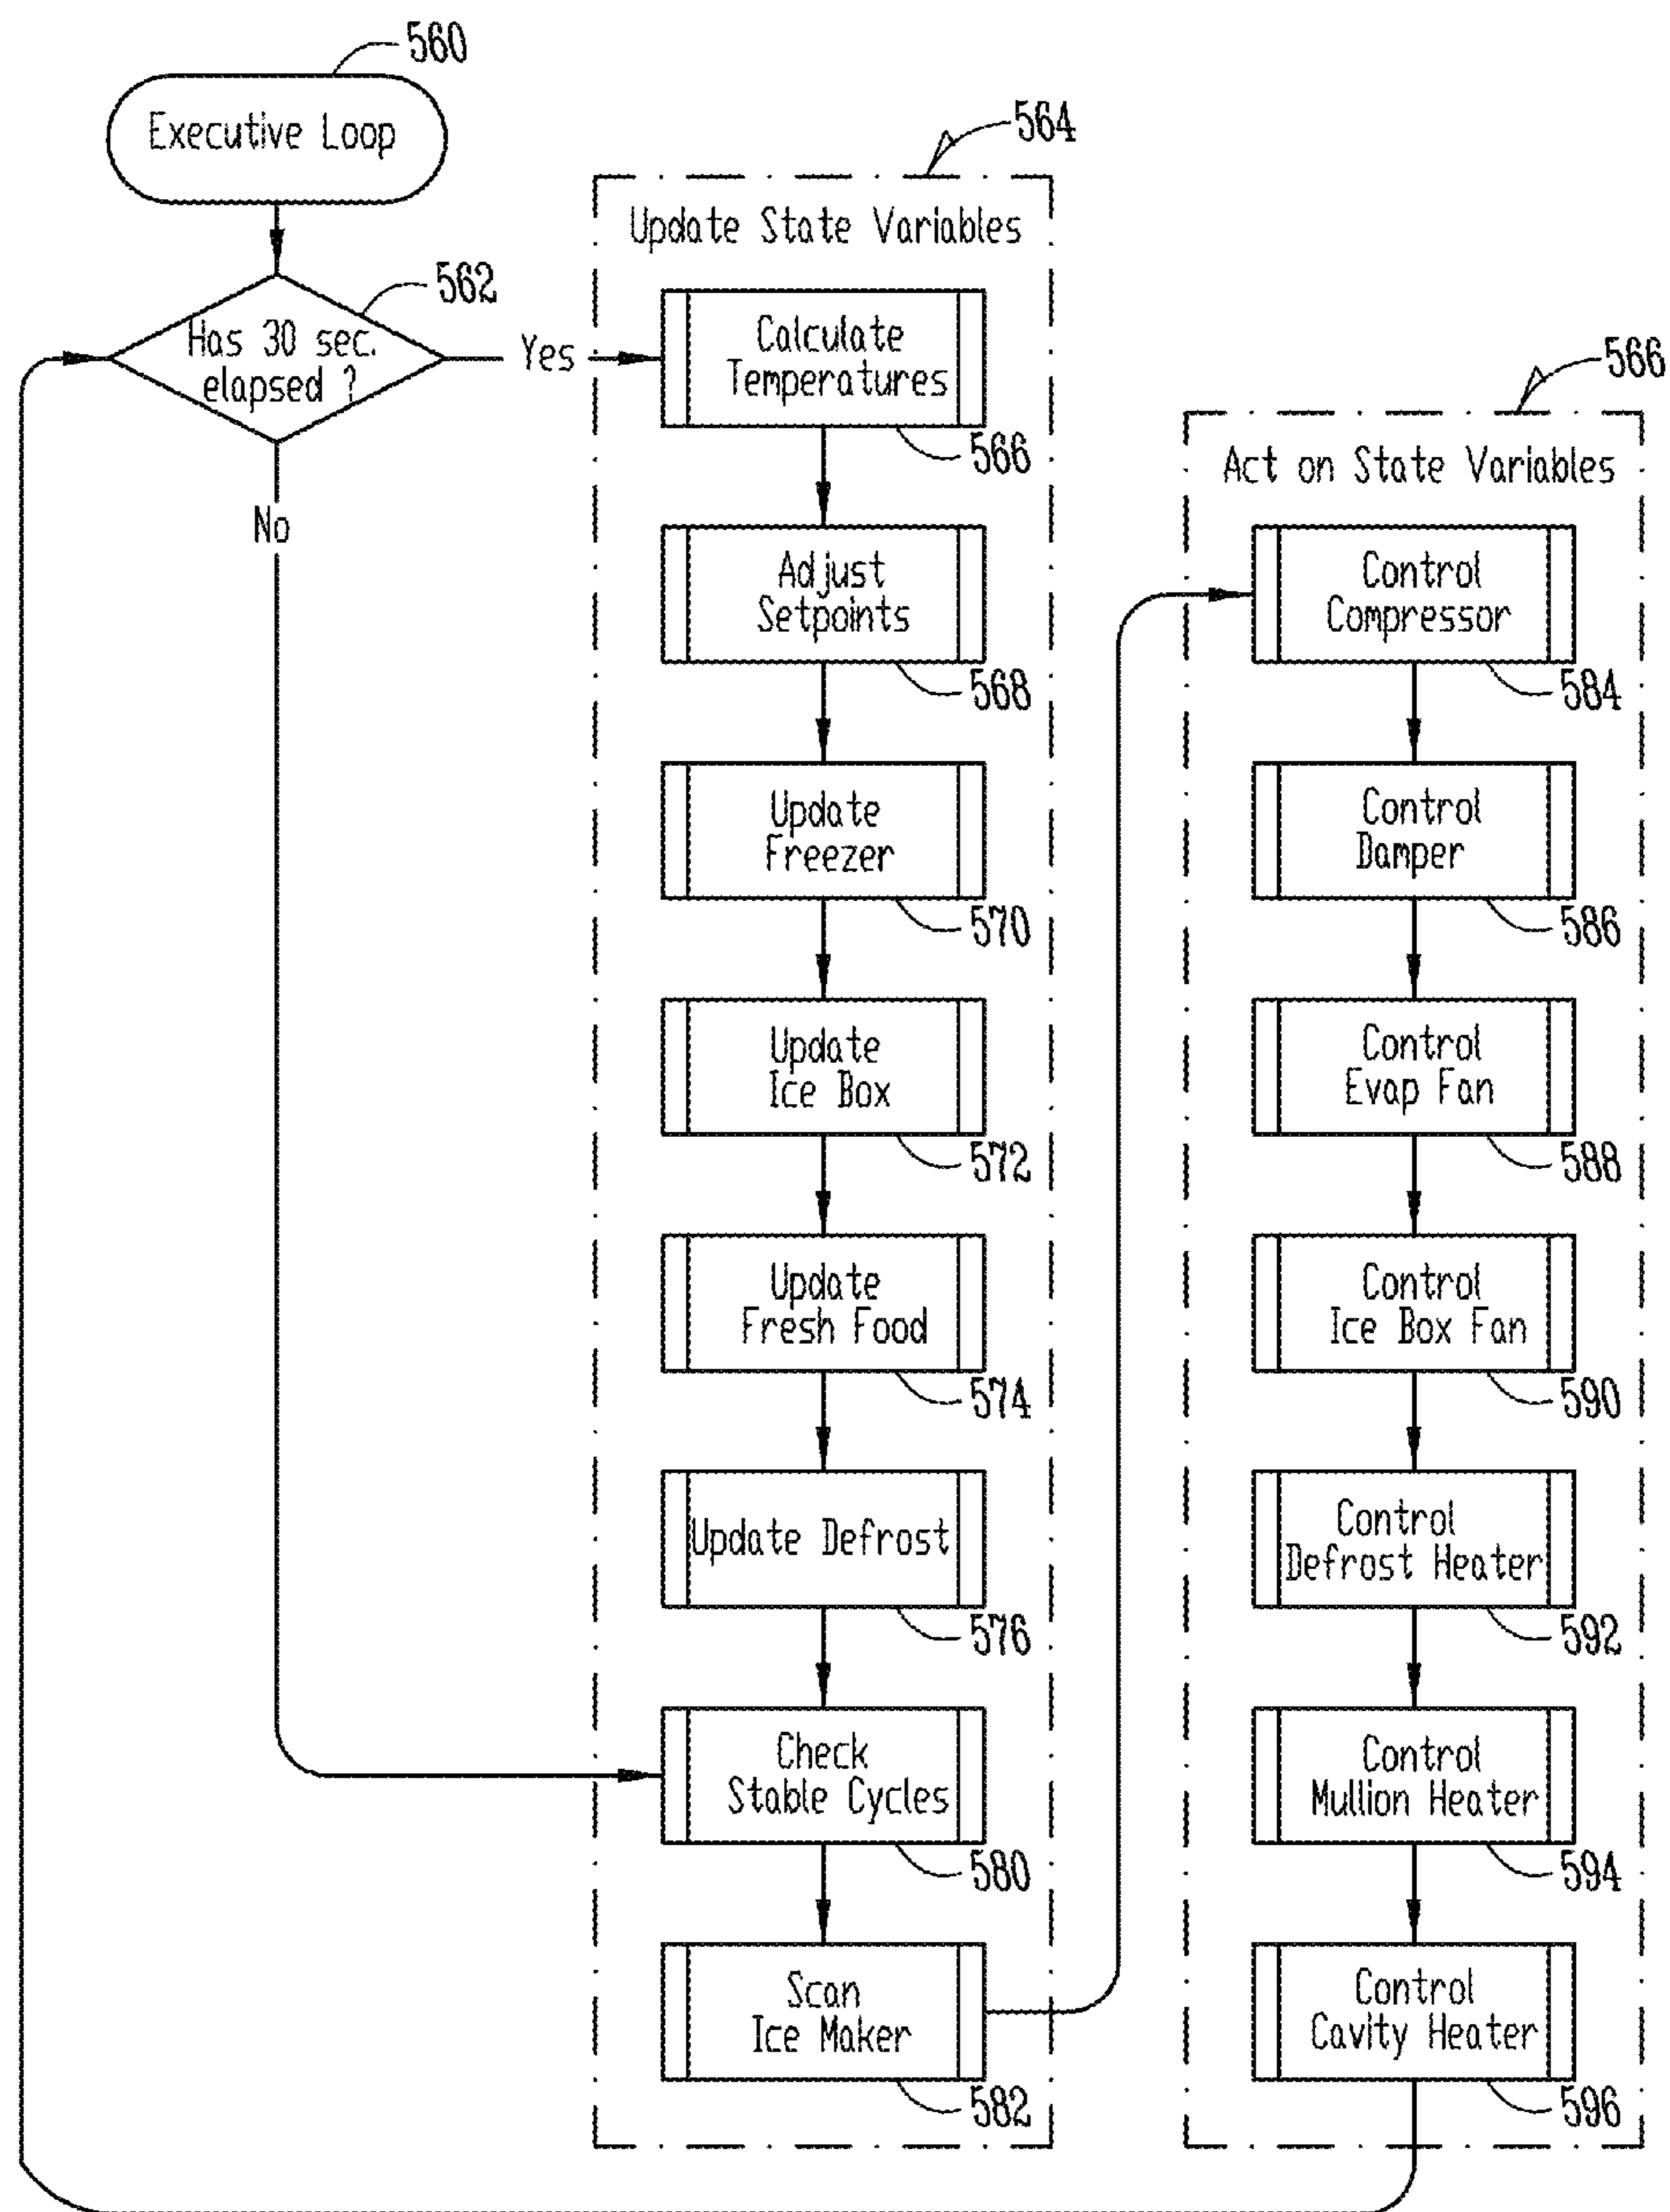 560
Executive Loop
562
Has 30 sec.
elapsed ?
Yes
No
564
Update State Variables
Calculate
Temperatures
566
Adjust
Setpoints
568
Update
Freezer
570
Update
Ice Box
572
Update
Fresh Food
574
Update Defrost
576
Check
Stable Cycles
580
Scan
Ice Maker
582
566
Act on State Variables
Control
Compressor
584
Control
Damper
586
Control
Evap Fan
588
Control
Ice Box Fan
590
Control
Defrost Heater
592
Control
Mullion Heater
594
Control
Cavity Heater
596